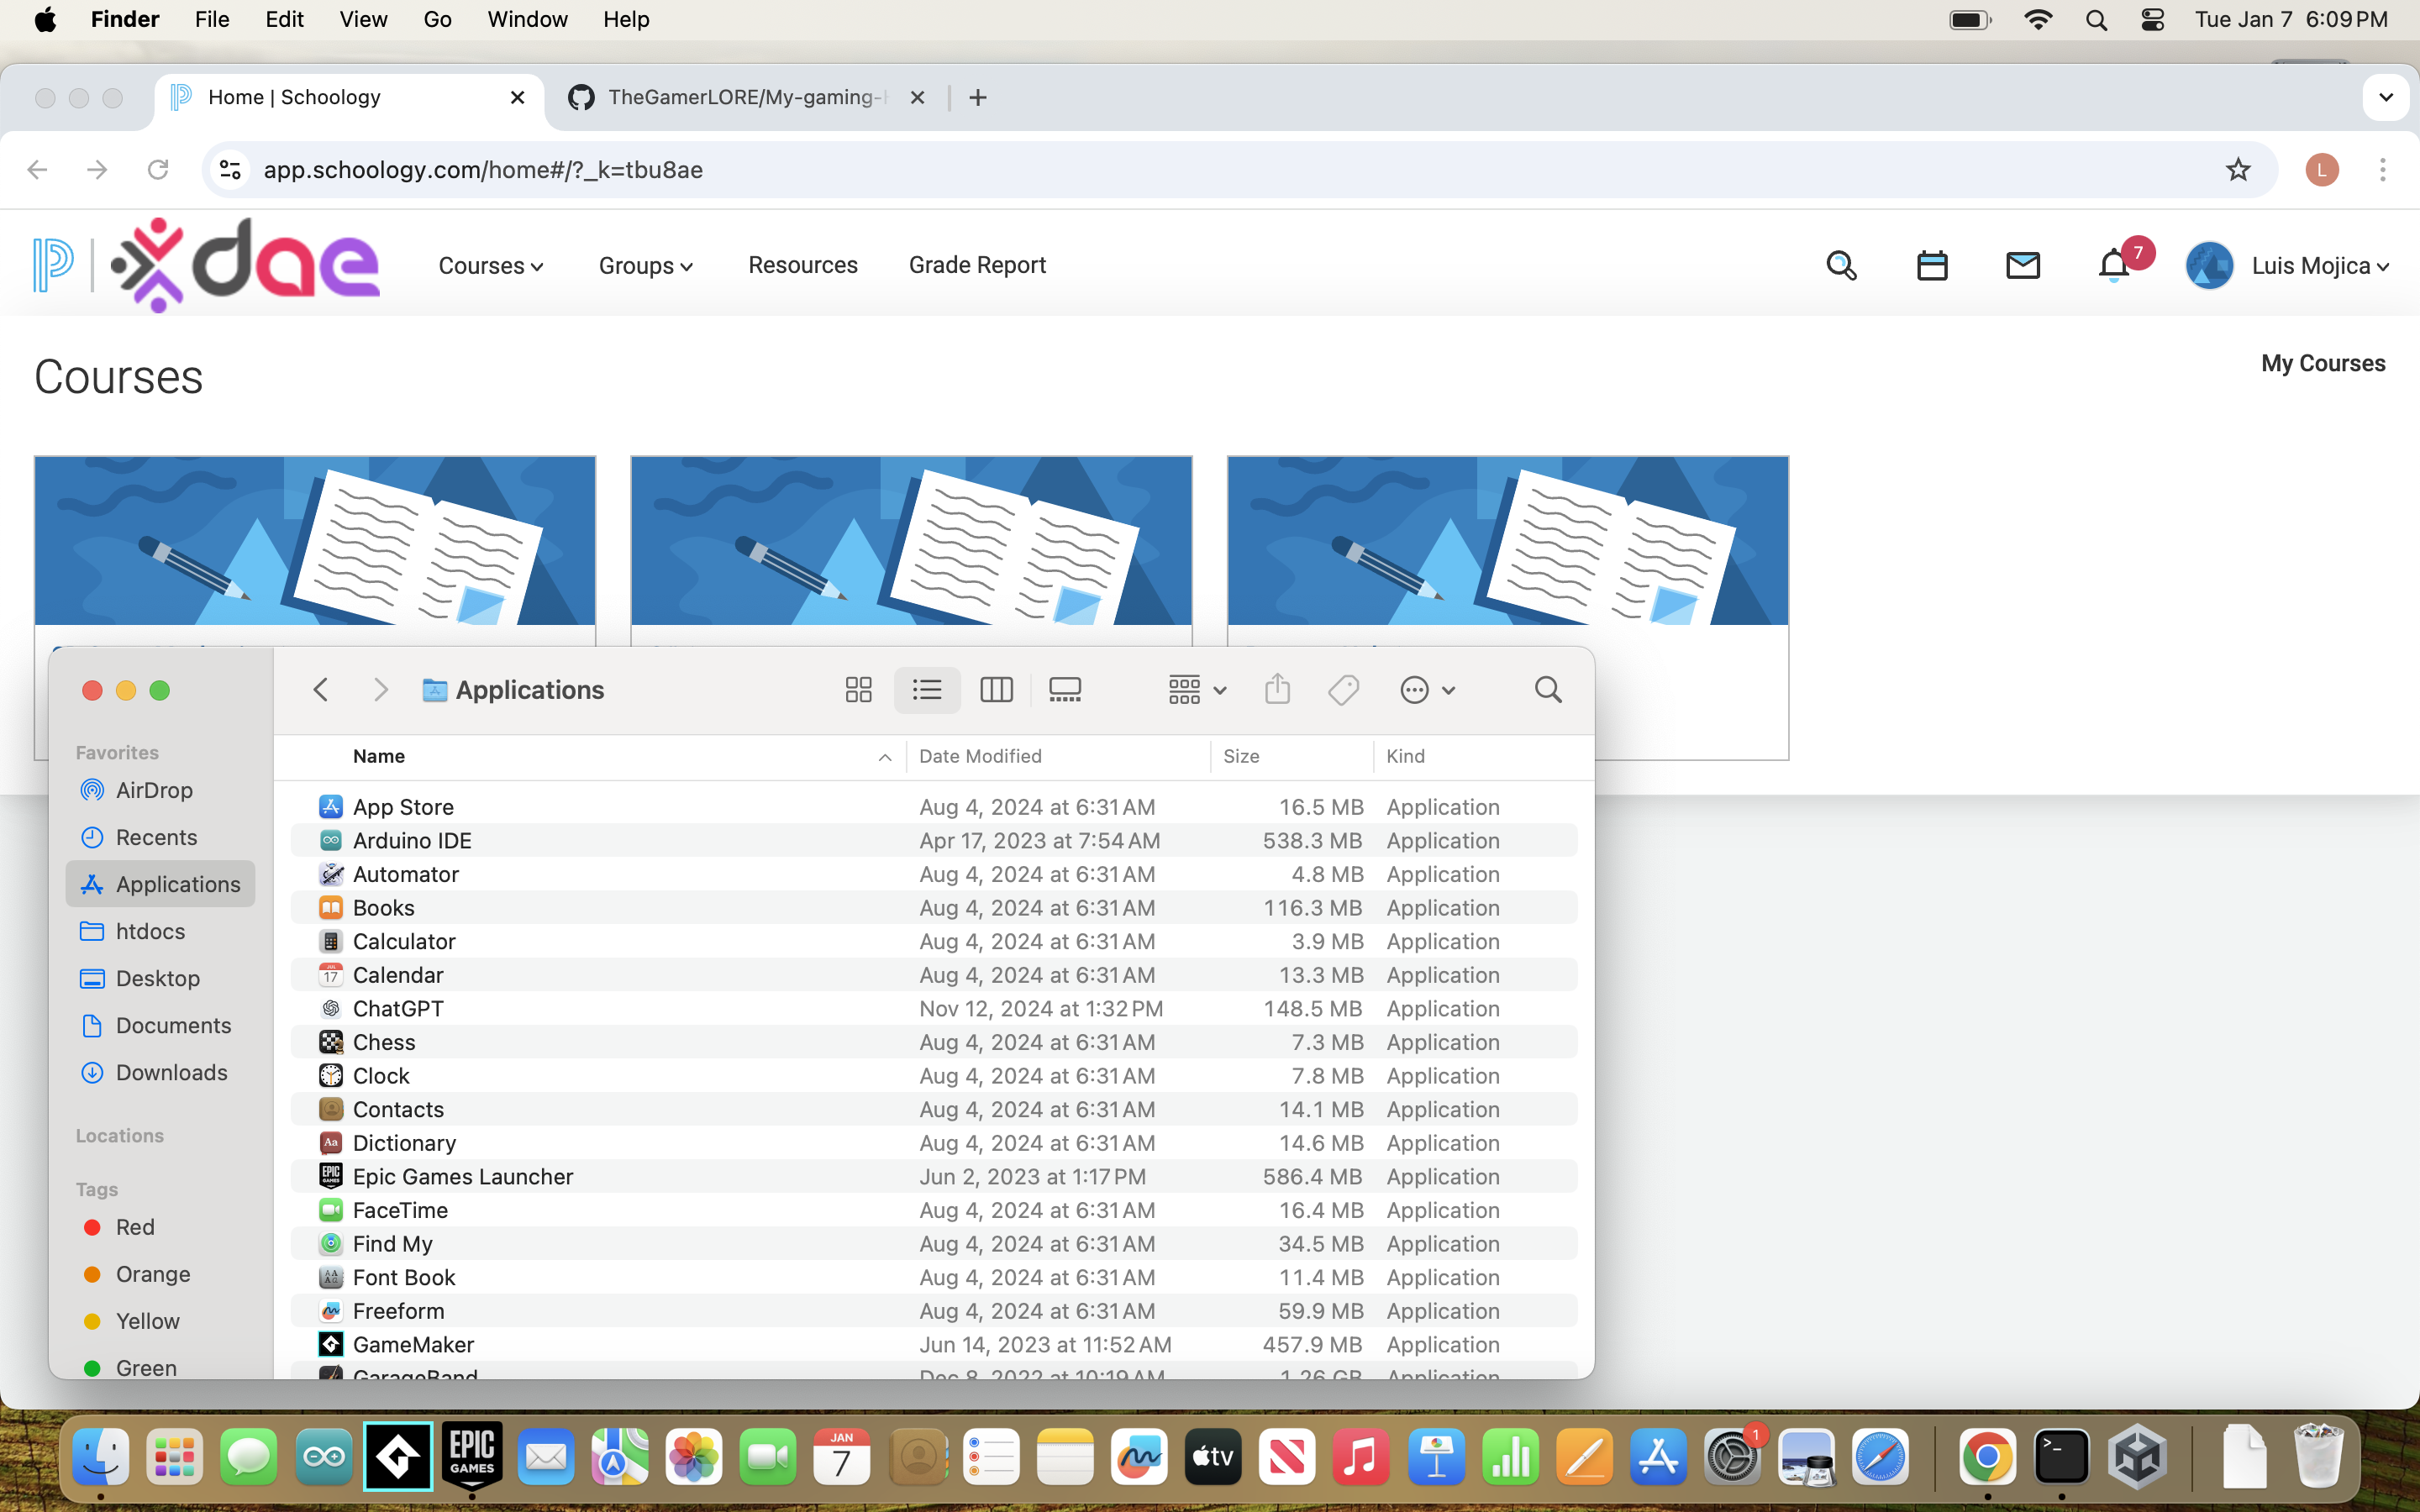 Finder File Edit View Go Window Help Tue Jan 7 6:09 PM
Home | Schoology TheGamerLORE/My-gaming-
app.schoology.com/home#/?_k=tbu8ae L
dae Courses Groups Resources Grade Report 7 Luis Mojica
Courses My Courses
Applications
Favorites
AirDrop
Recents
Applications
htdocs
Desktop
Documents
Downloads
Locations
Tags
Red
Orange
Yellow
Green
Name Date Modified Size Kind
App Store Aug 4, 2024 at 6:31 AM 16.5 MB Application
Arduino IDE Apr 17, 2023 at 7:54 AM 538.3 MB Application
Automator Aug 4, 2024 at 6:31 AM 4.8 MB Application
Books Aug 4, 2024 at 6:31 AM 116.3 MB Application
Calculator Aug 4, 2024 at 6:31 AM 3.9 MB Application
Calendar Aug 4, 2024 at 6:31 AM 13.3 MB Application
ChatGPT Nov 12, 2024 at 1:32 PM 148.5 MB Application
Chess Aug 4, 2024 at 6:31 AM 7.3 MB Application
Clock Aug 4, 2024 at 6:31 AM 7.8 MB Application
Contacts Aug 4, 2024 at 6:31 AM 14.1 MB Application
Dictionary Aug 4, 2024 at 6:31 AM 14.6 MB Application
Epic Games Launcher Jun 2, 2023 at 1:17 PM 586.4 MB Application
FaceTime Aug 4, 2024 at 6:31 AM 16.4 MB Application
Find My Aug 4, 2024 at 6:31 AM 34.5 MB Application
Font Book Aug 4, 2024 at 6:31 AM 11.4 MB Application
Freeform Aug 4, 2024 at 6:31 AM 59.9 MB Application
GameMaker Jun 14, 2023 at 11:52 AM 457.9 MB Application
GarageBand Dec 8, 2022 at 10:19 AM 1.26 GB Application
EPIC GAMES JAN 7 tv 1